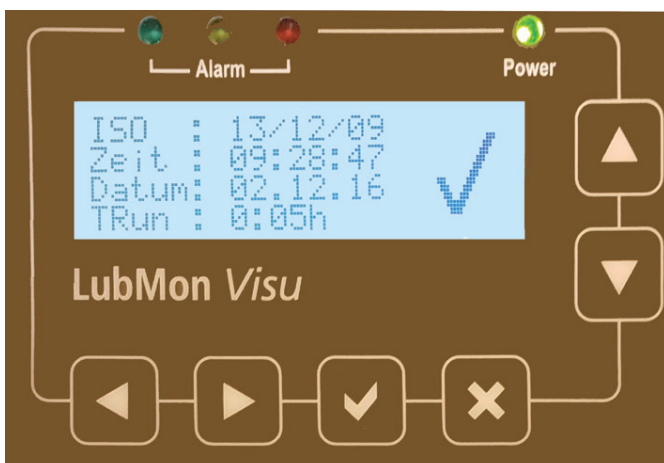 Alarm
Power
ISO : 13/12/09
Zeit : 09:28:47
Datum: 02.12.16
TRun : 0:05h
LubMon Visu